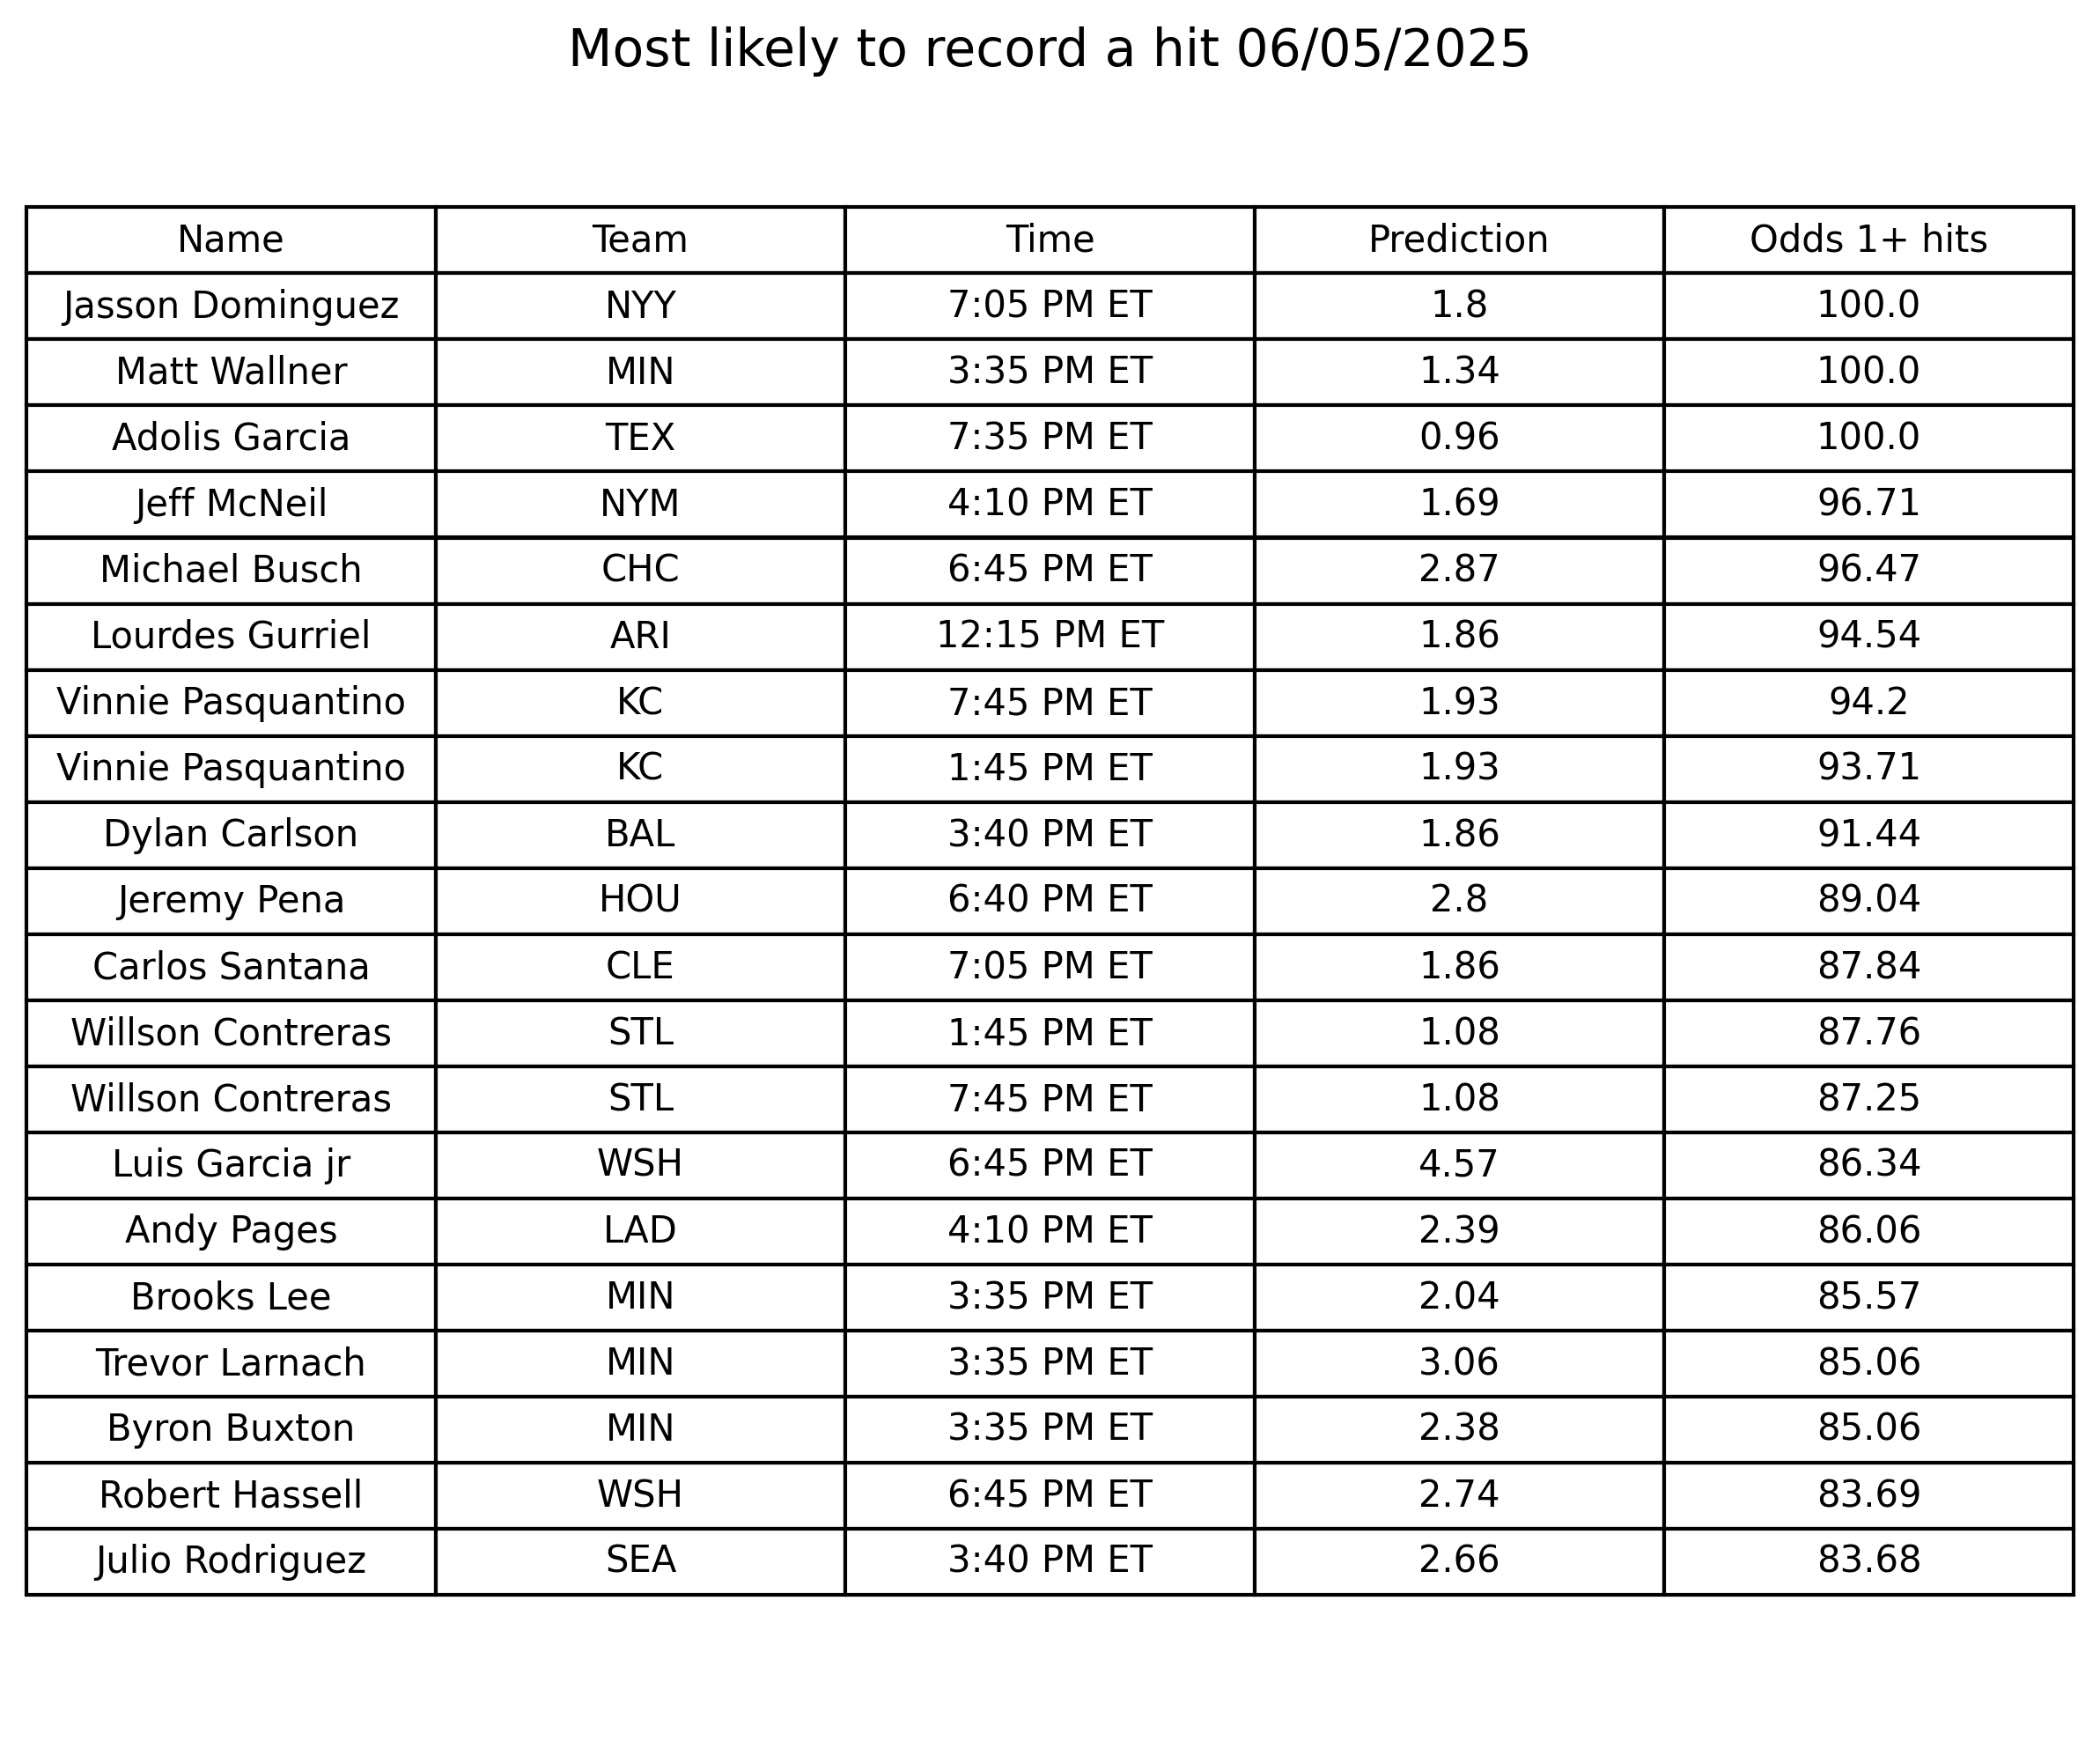 Most likely to record a hit 06/05/2025
Name Team Time Prediction Odds 1+ hits
Jasson Dominguez NYY 7:05 PM ET 1.8 100.0
Matt Wallner MIN 3:35 PM ET 1.34 100.0
Adolis Garcia TEX 7:35 PM ET 0.96 100.0
Jeff McNeil NYM 4:10 PM ET 1.69 96.71
Michael Busch CHC 6:45 PM ET 2.87 96.47
Lourdes Gurriel ARI 12:15 PM ET 1.86 94.54
Vinnie Pasquantino KC 7:45 PM ET 1.93 94.2
Vinnie Pasquantino KC 1:45 PM ET 1.93 93.71
Dylan Carlson BAL 3:40 PM ET 1.86 91.44
Jeremy Pena HOU 6:40 PM ET 2.8 89.04
Carlos Santana CLE 7:05 PM ET 1.86 87.84
Willson Contreras STL 1:45 PM ET 1.08 87.76
Willson Contreras STL 7:45 PM ET 1.08 87.25
Luis Garcia jr WSH 6:45 PM ET 4.57 86.34
Andy Pages LAD 4:10 PM ET 2.39 86.06
Brooks Lee MIN 3:35 PM ET 2.04 85.57
Trevor Larnach MIN 3:35 PM ET 3.06 85.06
Byron Buxton MIN 3:35 PM ET 2.38 85.06
Robert Hassell WSH 6:45 PM ET 2.74 83.69
Julio Rodriguez SEA 3:40 PM ET 2.66 83.68